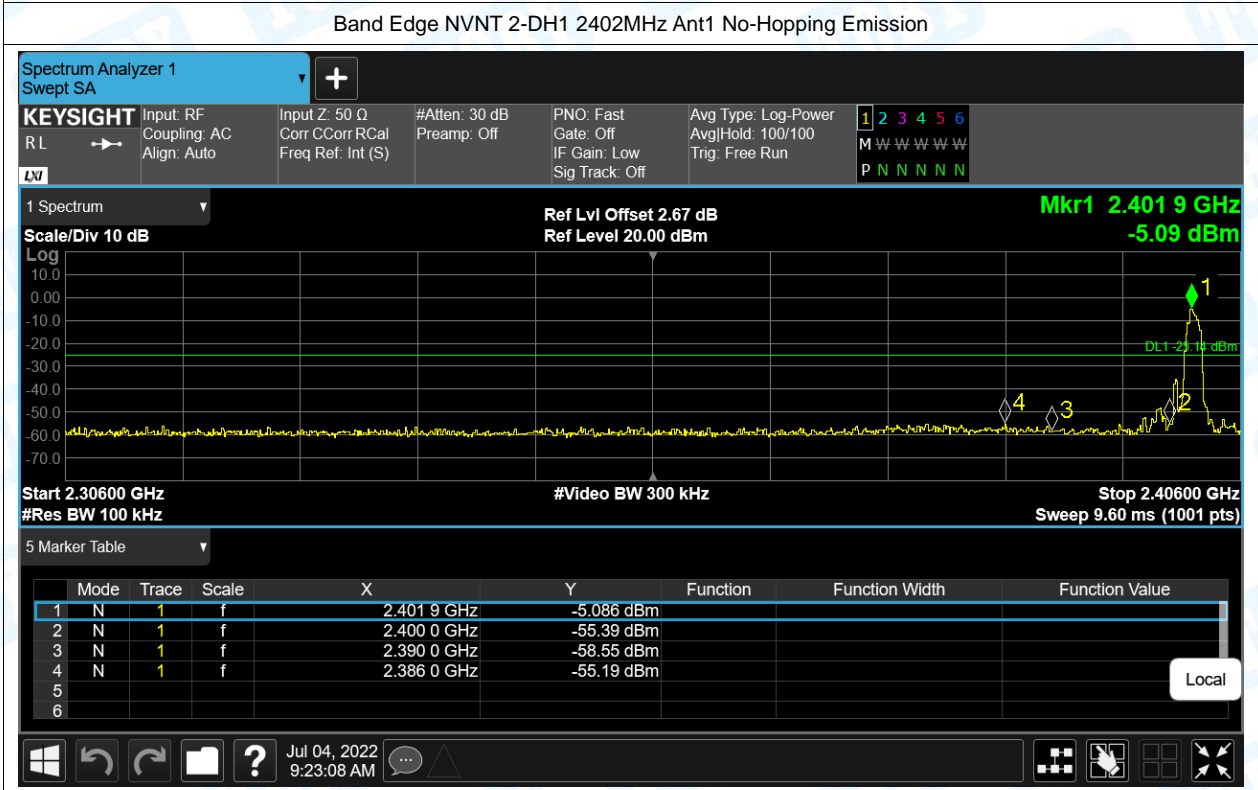 Band Edge NVNT 2-DH1 2402MHz Ant1 No-Hopping Emission
Spectrum Analyzer 1
Swept SA
+
KEYSIGHT
R L
LXI
Input: RF
Coupling: AC
Align: Auto
Input Z: 50 Ω
Corr CCorr RCal
Freq Ref: Int (S)
#Atten: 30 dB
Preamp: Off
PNO: Fast
Gate: Off
IF Gain: Low
Sig Track: Off
Avg Type: Log-Power
Avg|Hold: 100/100
Trig: Free Run
1 2 3 4 5 6
M W W W W W
P N N N N N
1 Spectrum
Scale/Div 10 dB
Ref Lvl Offset 2.67 dB
Ref Level 20.00 dBm
Mkr1 2.401 9 GHz
-5.09 dBm
Log
10.0
0.00
-10.0
-20.0
-30.0
-40.0
-50.0
-60.0
-70.0
1
DL1 -25.14 dBm
4
3
2
Start 2.30600 GHz
#Res BW 100 kHz
#Video BW 300 kHz
Stop 2.40600 GHz
Sweep 9.60 ms (1001 pts)
5 Marker Table
Mode Trace Scale X Y Function Function Width Function Value
1 N 1 f 2.401 9 GHz -5.086 dBm
2 N 1 f 2.400 0 GHz -55.39 dBm
3 N 1 f 2.390 0 GHz -58.55 dBm
4 N 1 f 2.386 0 GHz -55.19 dBm
5
6
Local
?
Jul 04, 2022
9:23:08 AM